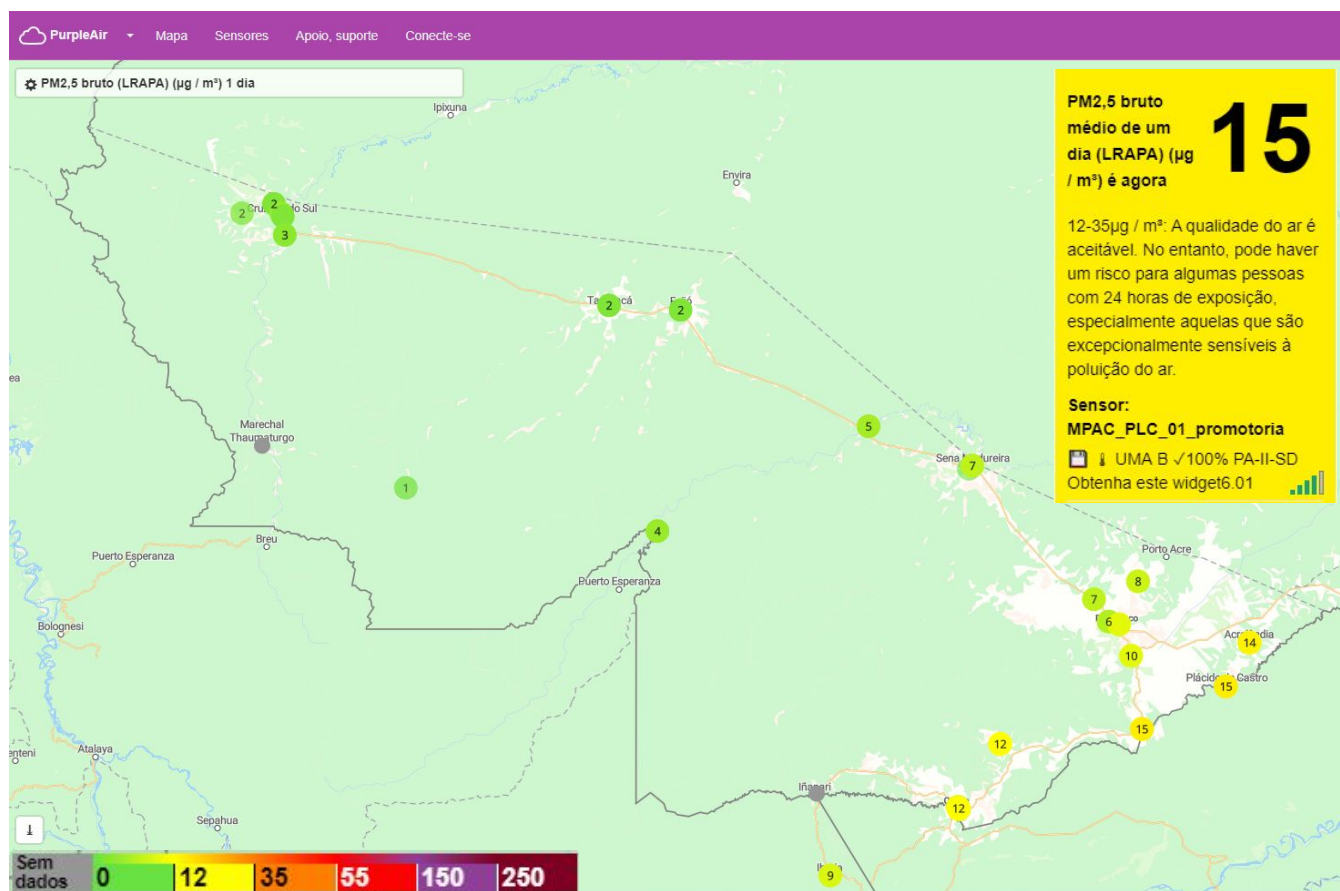 PurpleAir Mapa Sensores Apoio, suporte Conecte-se
PM2,5 bruto (LRAPA) (µg / m³) 1 dia
PM2,5 bruto
médio de um
dia (LRAPA) (µg
/ m³) é agora
15
12-35µg / m³: A qualidade do ar é
aceitável. No entanto, pode haver
um risco para algumas pessoas
com 24 horas de exposição,
especialmente aquelas que são
excepcionalmente sensíveis à
poluição do ar.
Sensor:
MPAC_PLC_01_promotoria
UMA B ✓100% PA-II-SD
Obtenha este widget6.01
Ipixuna
Envira
2
2
do Sul
3
2
2
Marechal
Thaumaturgo
5
7
1
4
Breu
Puerto Esperanza
Puerto Esperanza
Porto Acre
8
7
6
Bolognesi
14
10
15
15
12
Atalaya
Iñapari
12
Sepahua
9
Sem
dados 0 12 35 55 150 250